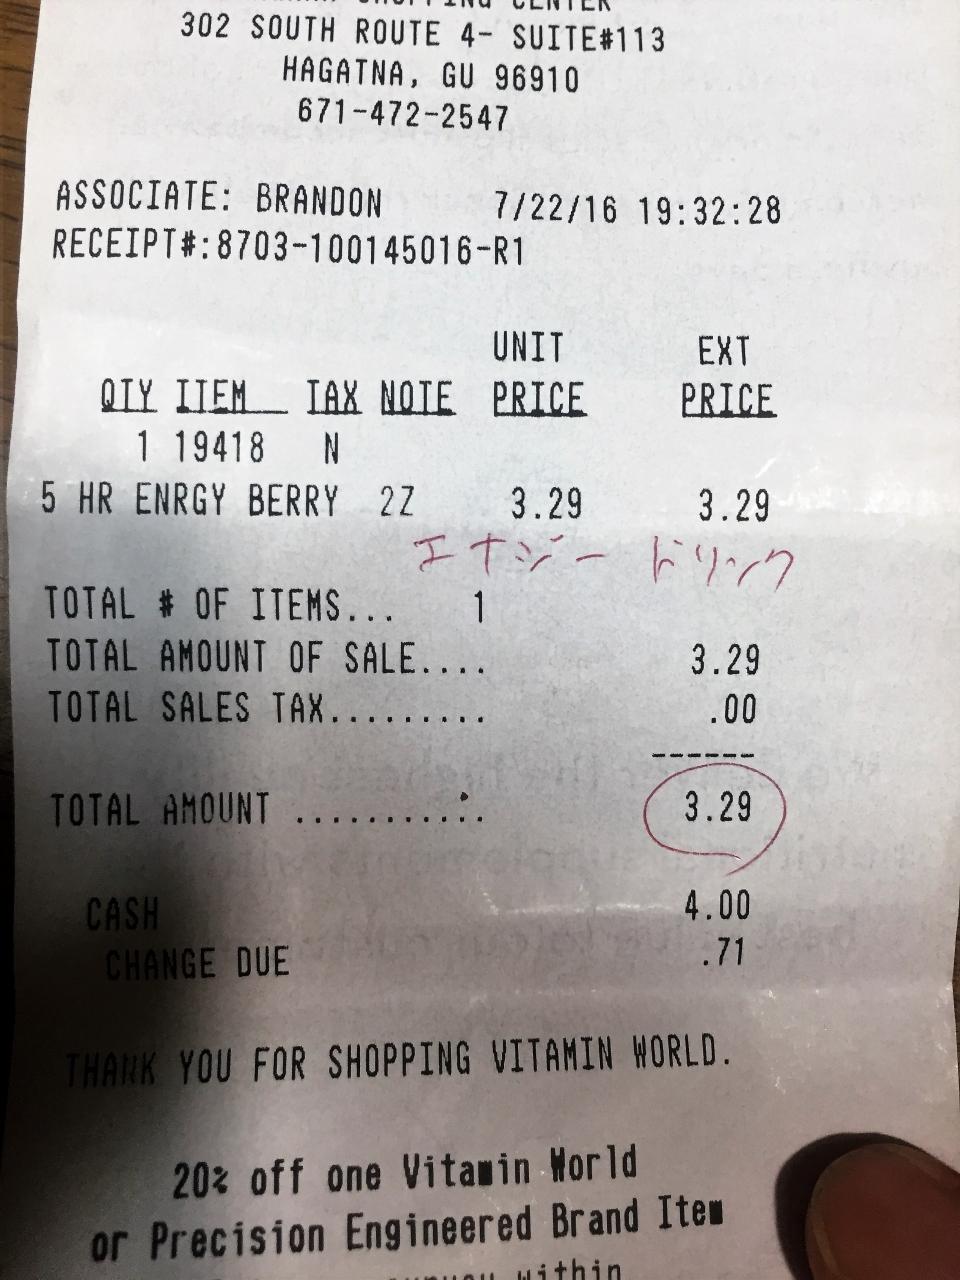 SHOPPING CENTER
302 SOUTH ROUTE 4- SUITE#113
HAGATNA, GU 96910
671-472-2547
ASSOCIATE: BRANDON 7/22/16 19:32:28
RECEIPT#:8703-100145016-R1
UNIT EXT
QTY ITEM TAX NOTE PRICE PRICE
1 19418 N
5 HR ENRGY BERRY 2Z 3.29 3.29
エナジー ドリンク
TOTAL # OF ITEMS... 1
TOTAL AMOUNT OF SALE.... 3.29
TOTAL SALES TAX......... .00
------
TOTAL AMOUNT ........... 3.29
CASH 4.00
CHANGE DUE .71
THANK YOU FOR SHOPPING VITAMIN WORLD.
20% off one Vitamin World
or Precision Engineered Brand Item
within